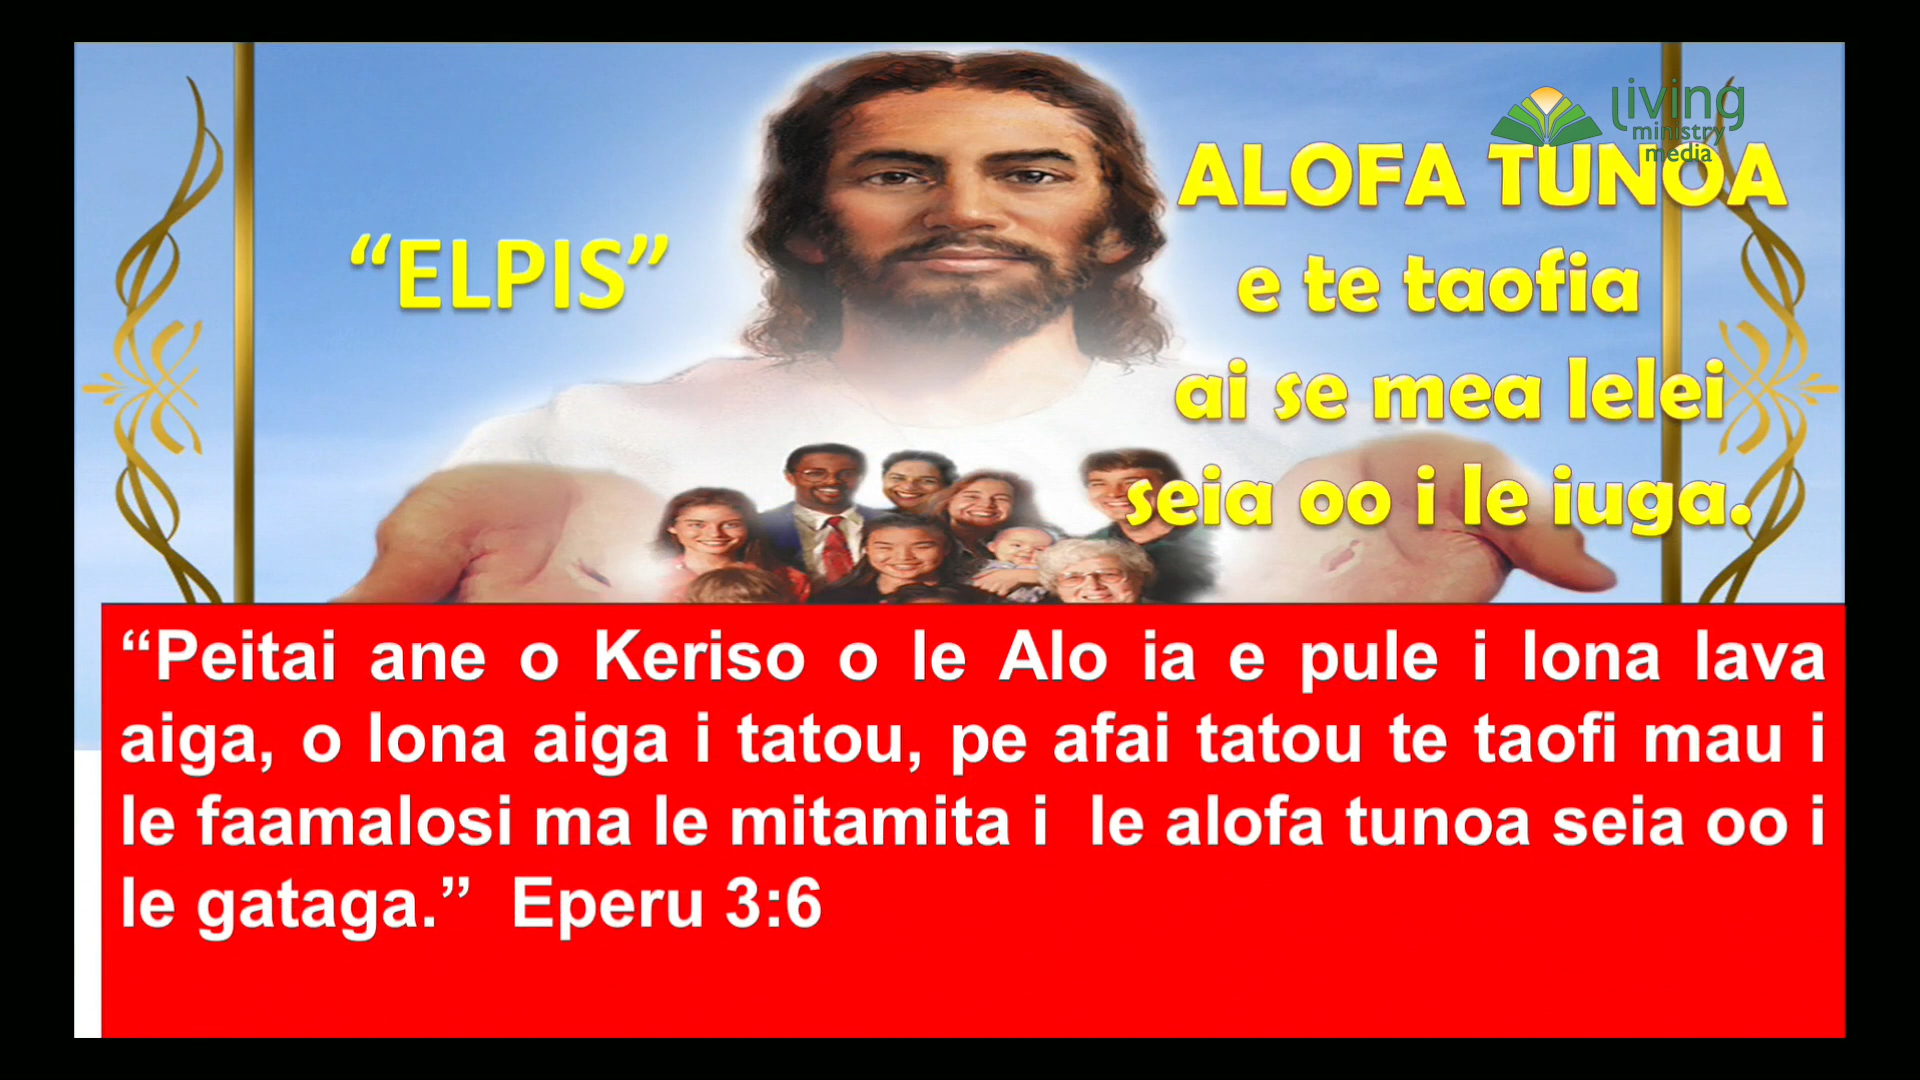 living
ministry
media
“ELPIS”
ALOFA TUNOA
e te taofia
ai se mea lelei
seia oo i le iuga.
“Peitai ane o Keriso o le Alo ia e pule i lona lava
aiga, o lona aiga i tatou, pe afai tatou te taofi mau i
le faamalosi ma le mitamita i le alofa tunoa seia oo i
le gataga.” Eperu 3:6